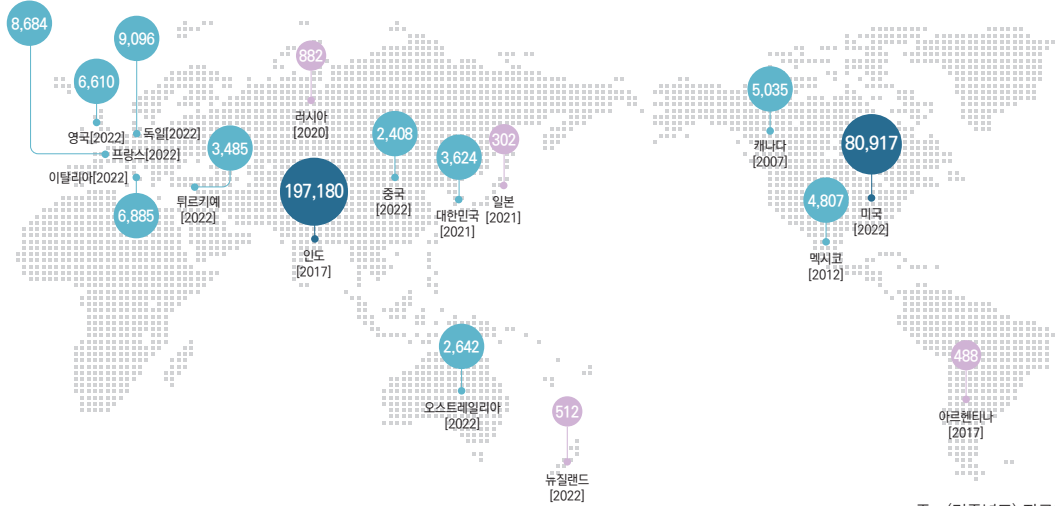 8,684
9,096
6,610
영국[2022]
독일[2022]
프랑스[2022]
이탈리아[2022]
6,885
3,485
튀르키예
[2022]
882
러시아
[2020]
197,180
인도
[2017]
2,408
중국
[2022]
3,624
대한민국
[2021]
302
일본
[2021]
2,642
오스트레일리아
[2022]
512
뉴질랜드
[2022]
5,035
캐나다
[2007]
80,917
미국
[2022]
4,807
멕시코
[2012]
488
아르헨티나
[2017]